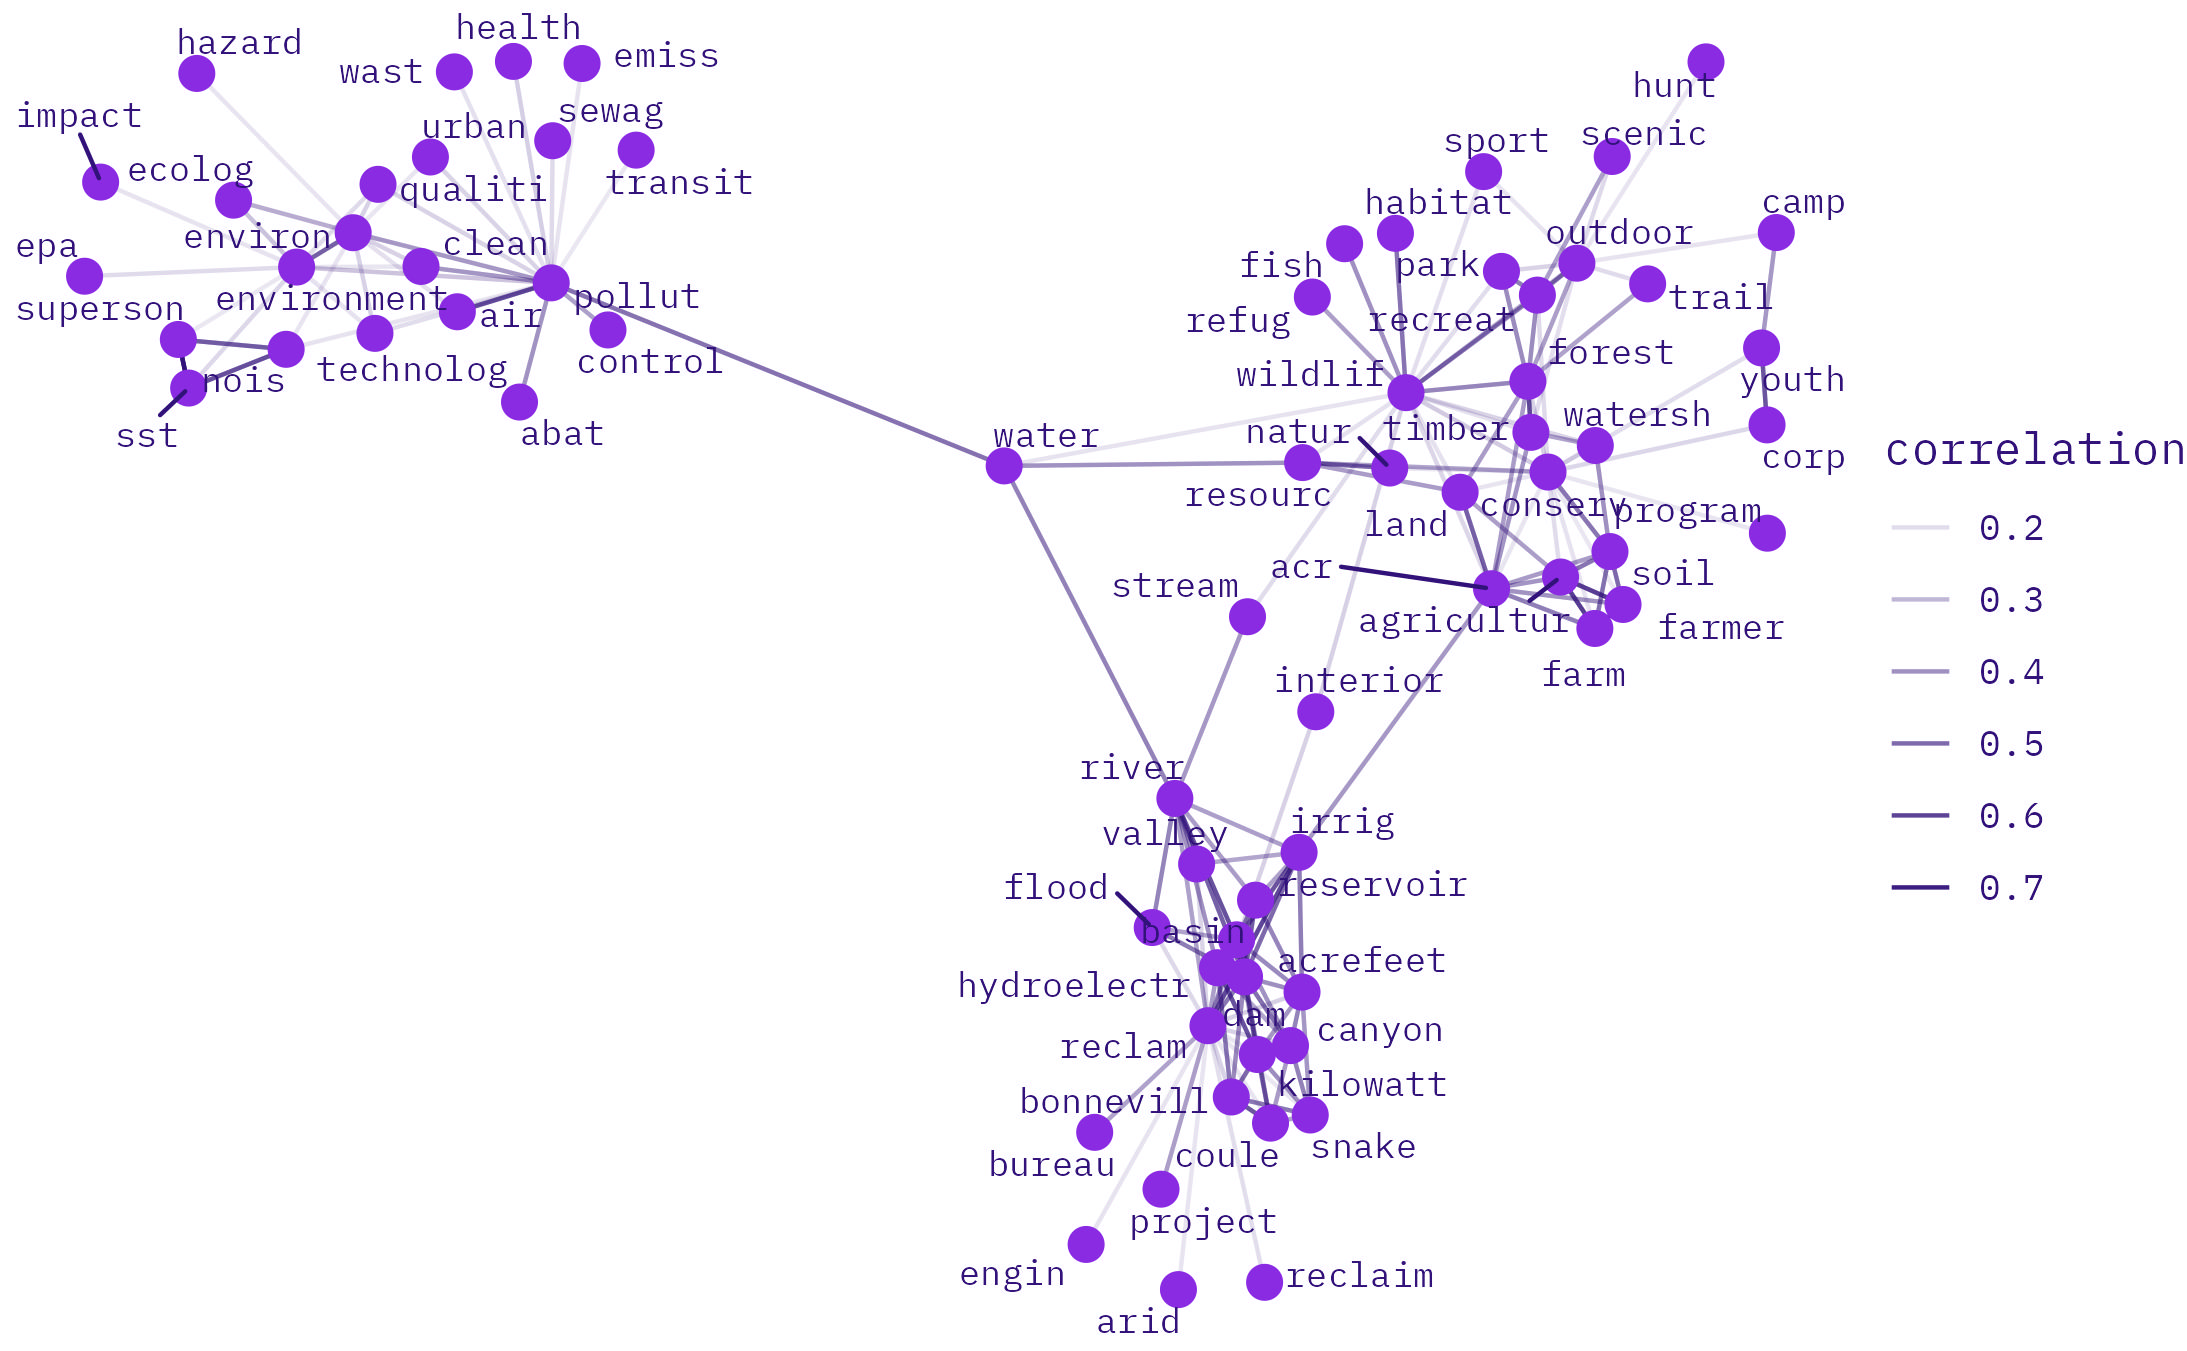 health
hazard
emiss
wast
hunt
sewag
impact
urban
scenic
sport
ecolog
transit
qualiti
habitat
camp
environ
clean
outdoor
epa
fish
park
environment
pollut
trail
superson
air
refug
recreat
control
forest
technolog
wildlif
nois
youth
watersh
timber
natur
abat
sst
water
correlation
corp
resourc
conserv
program
land
0.2
acr
soil
stream
0.3
agricultur
farmer
farm
0.4
interior
0.5
river
irrig
0.6
valley
reservoir
flood
0.7
basin
acrefeet
hydroelectr
dam
canyon
reclam
kilowatt
bonnevill
snake
coule
bureau
project
engin
reclaim
arid